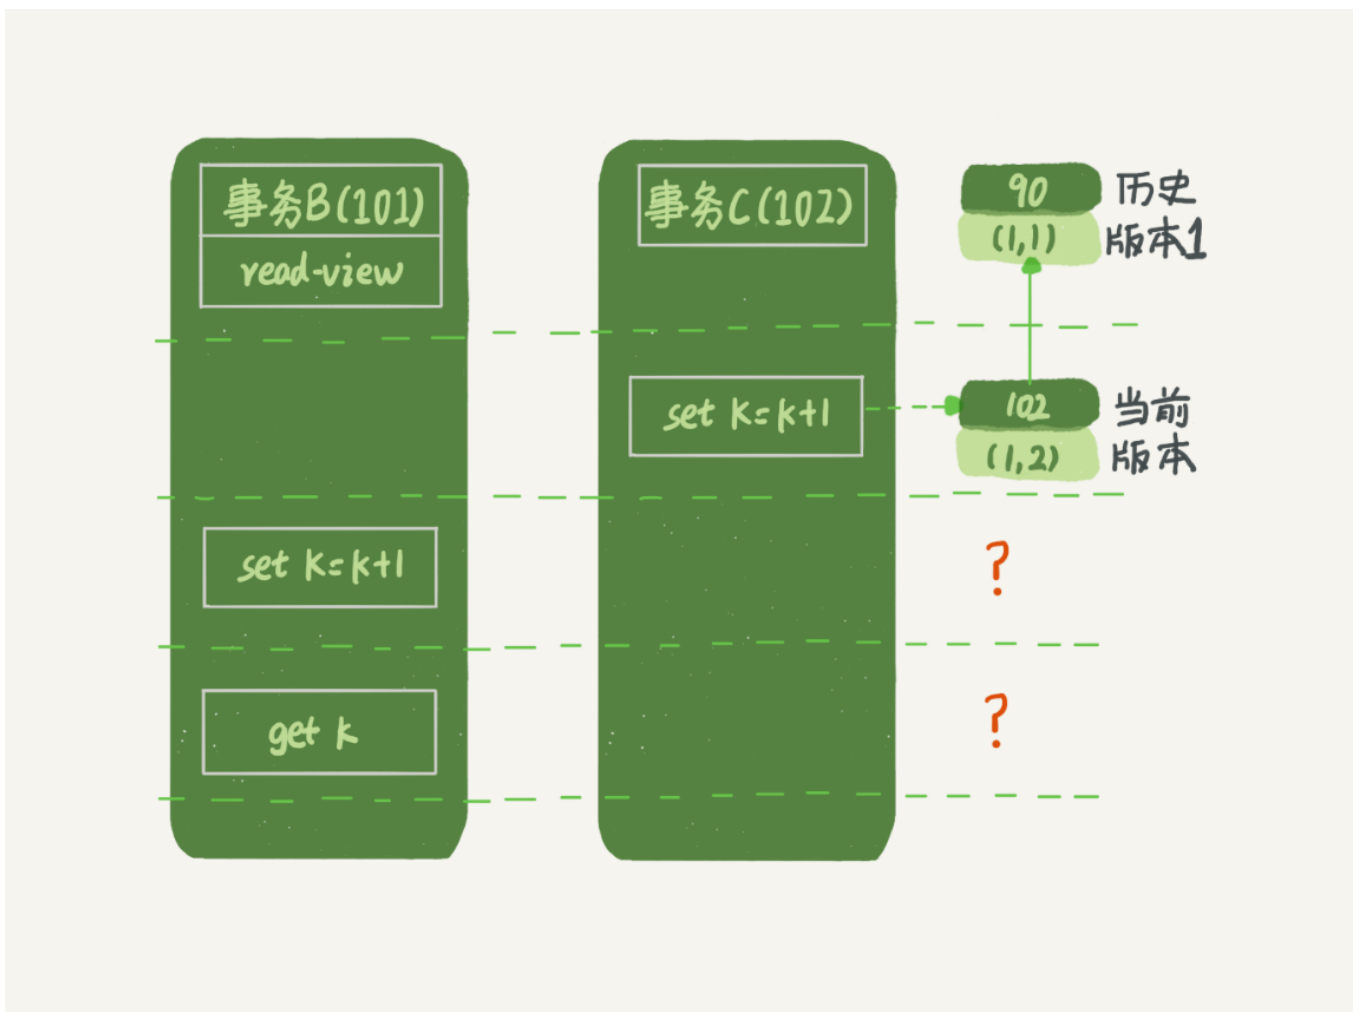 事务B(101)
read-view
事务C(102)
90
(1,1)
历史
版本1
set k=k+1
102
(1,2)
当前
版本
set k=k+1
?
get k
?